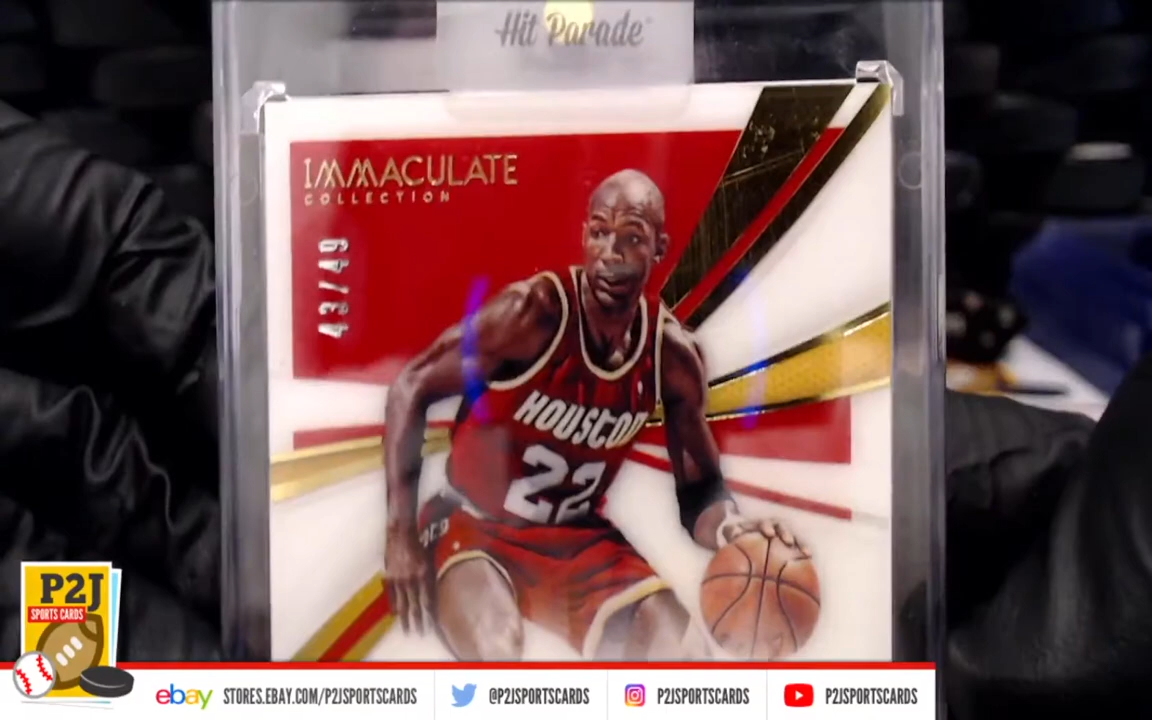 Hit Parade
IMMACULATE
COLLECTION
43/49
HOUSTON
22
P2J
SPORTS CARDS
ebay STORES.EBAY.COM/P2JSPORTSCARDS
@P2JSPORTSCARDS
P2JSPORTSCARDS
P2JSPORTSCARDS